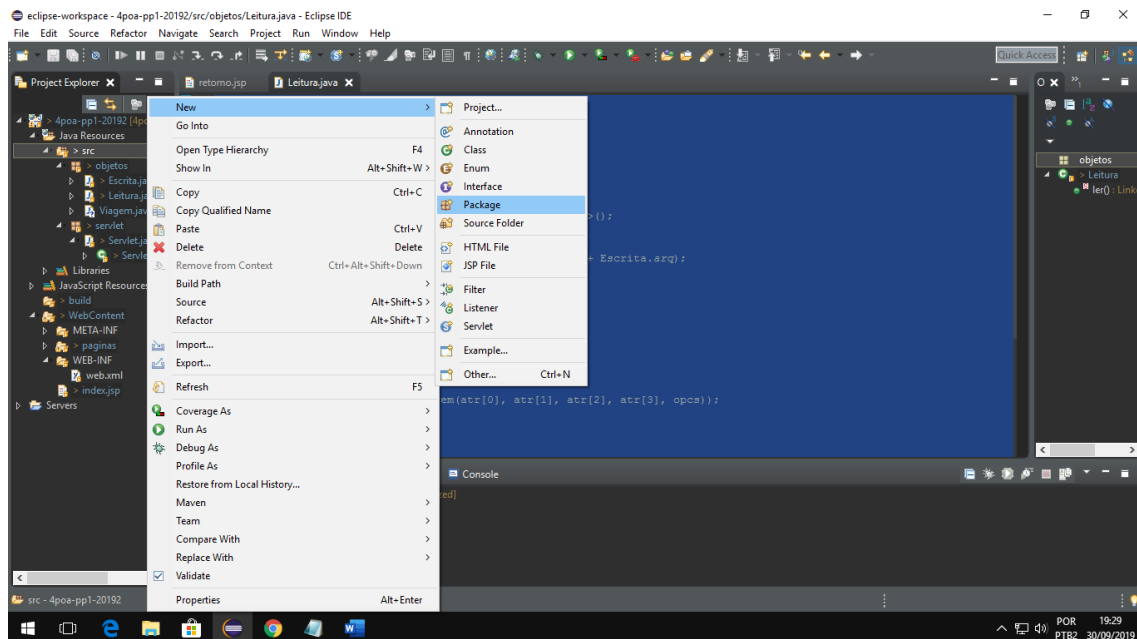 eclipse-workspace - 4poa-pp1-20192/src/objetos/Leitura.java - Eclipse IDE
File Edit Source Refactor Navigate Search Project Run Window Help
Quick Access
Project Explorer
retorno.jsp
Leitura.java
> 4poa-pp1-20192 [4po
Java Resources
> src
> objetos
> Escrita.ja
> Leitura.ja
Viagem.jav
> servlet
> Servlet.ja
> Servle
Libraries
JavaScript Resources
> build
> WebContent
META-INF
> paginas
WEB-INF
web.xml
> index.jsp
Servers
New >
Go Into
Open Type Hierarchy F4
Show In Alt+Shift+W >
Copy Ctrl+C
Copy Qualified Name
Paste Ctrl+V
Delete Delete
Remove from Context Ctrl+Alt+Shift+Down
Build Path >
Source Alt+Shift+S >
Refactor Alt+Shift+T >
Import...
Export...
Refresh F5
Coverage As >
Run As >
Debug As >
Profile As >
Restore from Local History...
Maven >
Team >
Compare With >
Replace With >
Validate
Properties Alt+Enter
Project...
Annotation
Class
Enum
Interface
Package
Source Folder
HTML File
JSP File
Filter
Listener
Servlet
Example...
Other... Ctrl+N
>();
+ Escrita.arq);
em(atr[0], atr[1], atr[2], atr[3], opcs));
objetos
> Leitura
ler() : Link
Console
ed]
src - 4poa-pp1-20192
POR
PTB2
19:29
30/09/2019